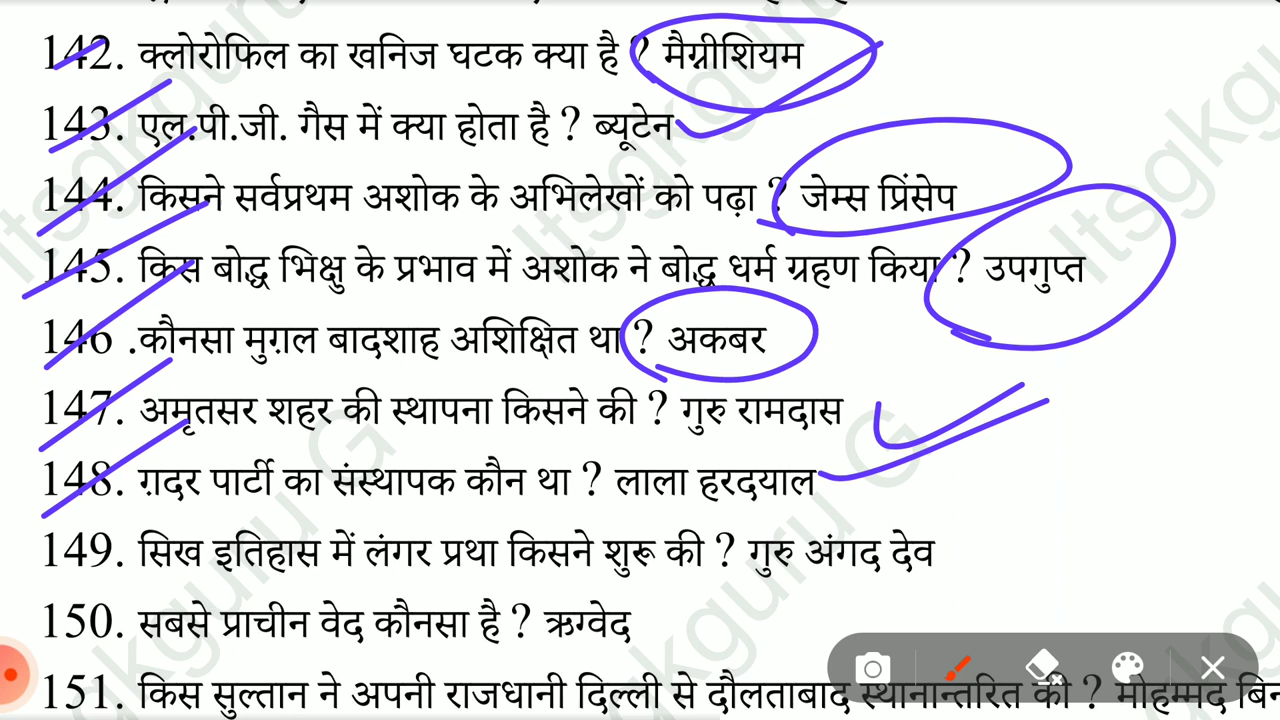 142. क्लोरोफिल का खनिज घटक क्या है ? मैग्नीशियम
143. एल.पी.जी. गैस में क्या होता है ? ब्यूटेन
144. किसने सर्वप्रथम अशोक के अभिलेखों को पढ़ा ? जेम्स प्रिंसेप
145. किस बोद्ध भिक्षु के प्रभाव में अशोक ने बोद्ध धर्म ग्रहण किया ? उपगुप्त
146 .कौनसा मुग़ल बादशाह अशिक्षित था ? अकबर
147. अमृतसर शहर की स्थापना किसने की ? गुरु रामदास
148. ग़दर पार्टी का संस्थापक कौन था ? लाला हरदयाल
149. सिख इतिहास में लंगर प्रथा किसने शुरू की ? गुरु अंगद देव
150. सबसे प्राचीन वेद कौनसा है ? ऋग्वेद
151. किस सुल्तान ने अपनी राजधानी दिल्ली से दौलताबाद स्थानान्तरित की ? मोहम्मद बिन